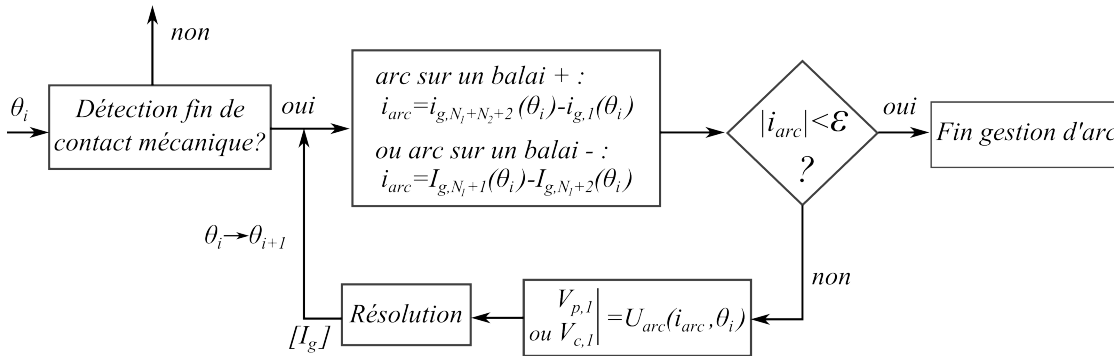 non
θi
Détection fin de
contact mécanique?
oui
arc sur un balai + :
iarc=ig,N1+N2+2(θi)-ig,1(θi)
ou arc sur un balai - :
iarc=Ig,N1+1(θi)-Ig,N1+2(θi)
|iarc|<ε
?
oui
Fin gestion d'arc
non
θi→θi+1
[Ig]
Résolution
Vp,1
ou Vc,1|=Uarc(iarc,θi)